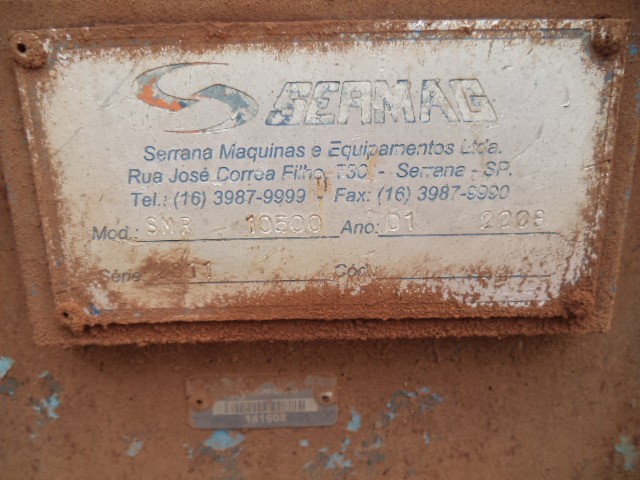 SERMAG
Serrana Maquinas e Equipamentos Ltda.
Rua José Correa Filho, 730 - Serrana - SP.
Tel.: (16) 3987-9999 Fax: (16) 3987-9990
Mod.: SMR 10500 Ano: 01 2008
Série: Cod.: